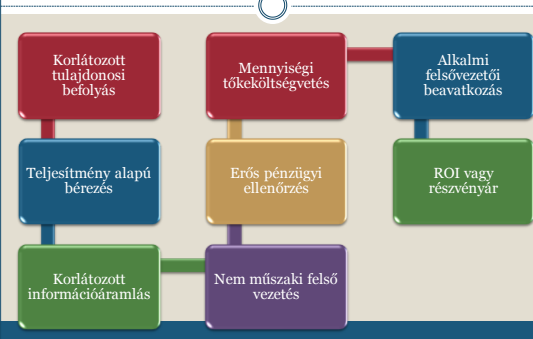 Korlátozott
tulajdonosi
befolyás
Teljesítmény alapú
bérezés
Korlátozott
információáramlás
Nem műszaki felső
vezetés
Erős pénzügyi
ellenőrzés
Mennyiségi
tőkeköltségvetés
Alkalmi
felsővezetői
beavatkozás
ROI vagy
részvényár